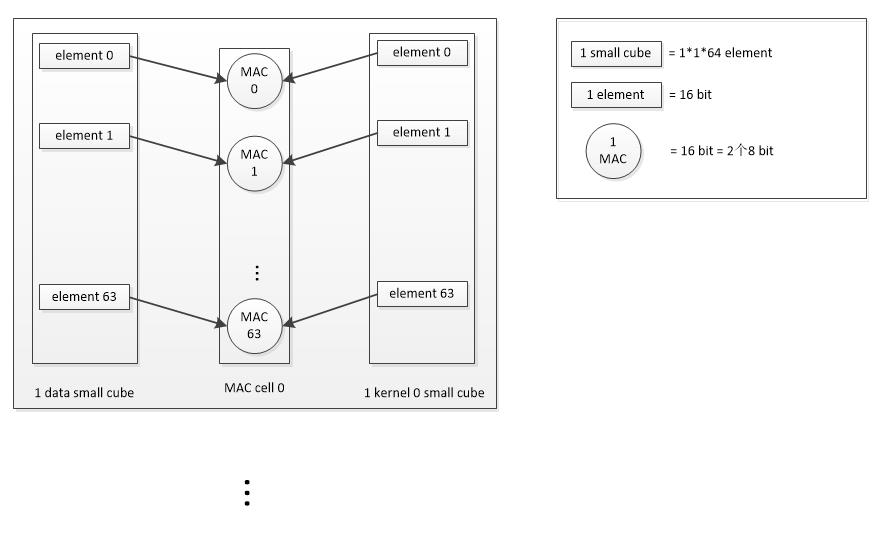 element 0
MAC
0
element 0
element 1
MAC
1
element 1
element 63
MAC
63
element 63
1 data small cube
MAC cell 0
1 kernel 0 small cube
1 small cube = 1*1*64 element
1 element = 16 bit
1
MAC
= 16 bit = 2个8 bit